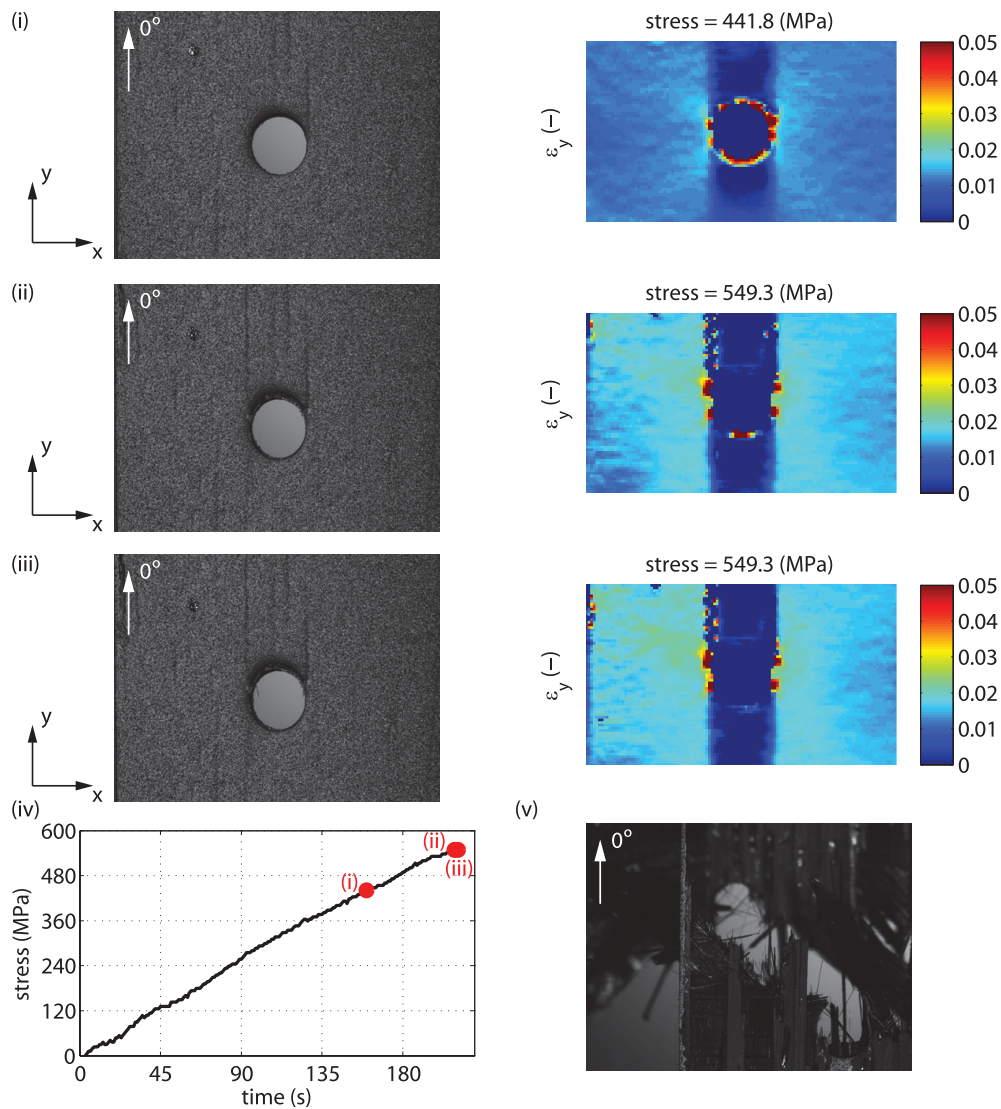 (i)
0°
y
x
stress = 441.8 (MPa)
ε_y (−)
0.05
0.04
0.03
0.02
0.01
0
(ii)
0°
y
x
stress = 549.3 (MPa)
ε_y (−)
0.05
0.04
0.03
0.02
0.01
0
(iii)
0°
y
x
stress = 549.3 (MPa)
ε_y (−)
0.05
0.04
0.03
0.02
0.01
0
(iv)
600
480
360
240
120
0
stress (MPa)
(i)
(ii)
(iii)
0 45 90 135 180
time (s)
(v)
0°